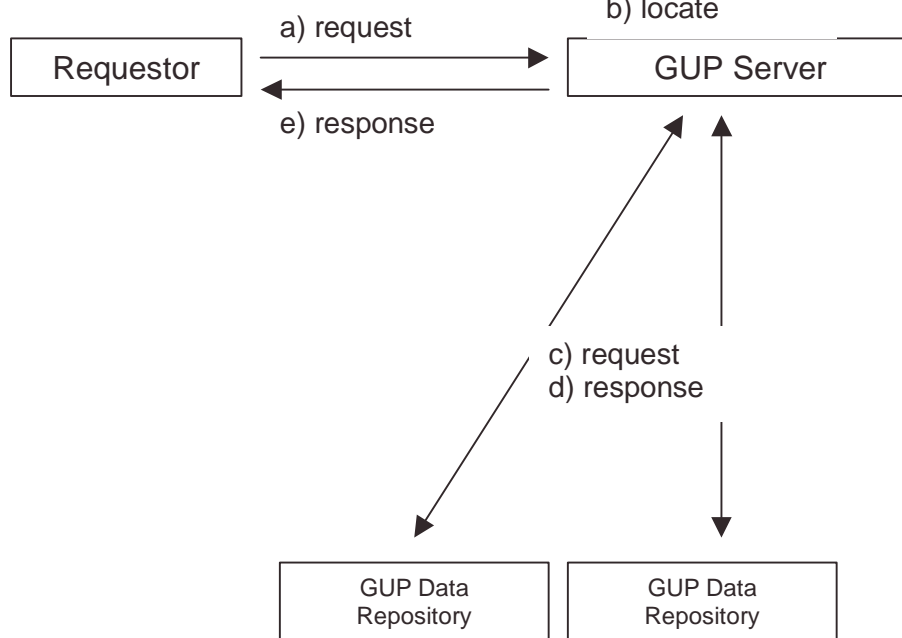 b) locate
a) request
Requestor
GUP Server
e) response
c) request
d) response
GUP Data
Repository
GUP Data
Repository